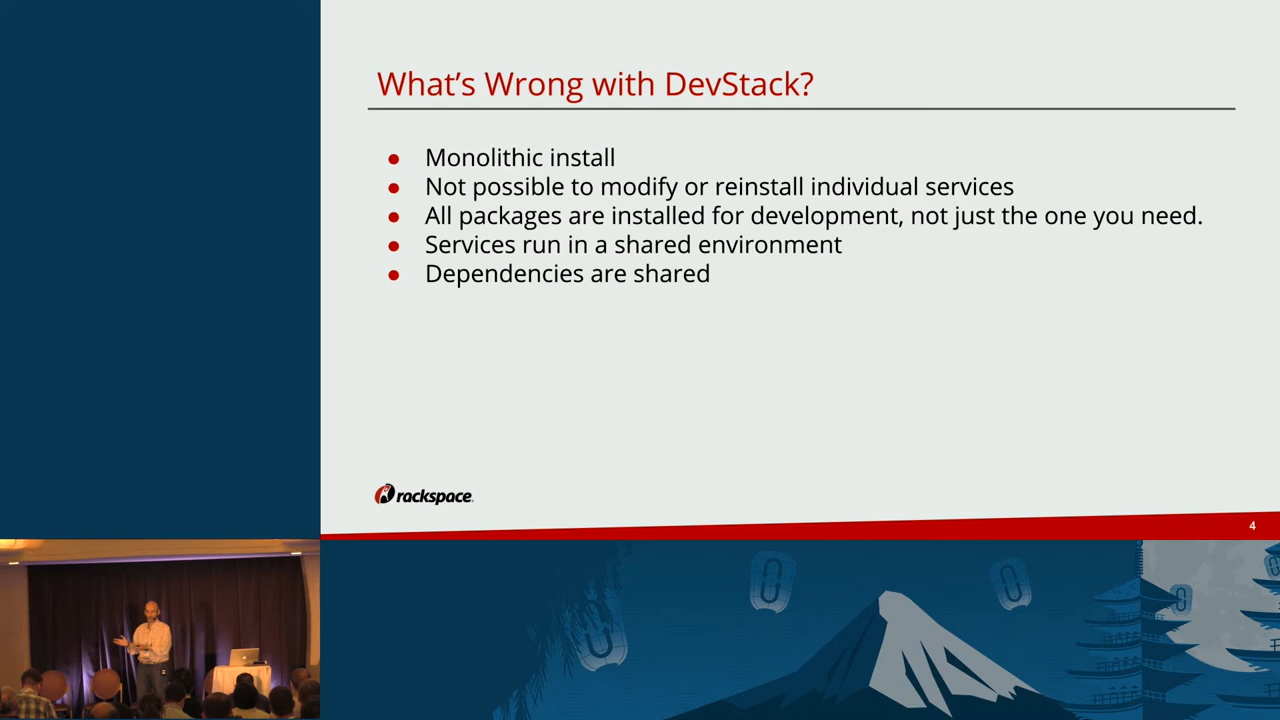 What's Wrong with DevStack?
● Monolithic install
● Not possible to modify or reinstall individual services
● All packages are installed for development, not just the one you need.
● Services run in a shared environment
● Dependencies are shared
rackspace.
4